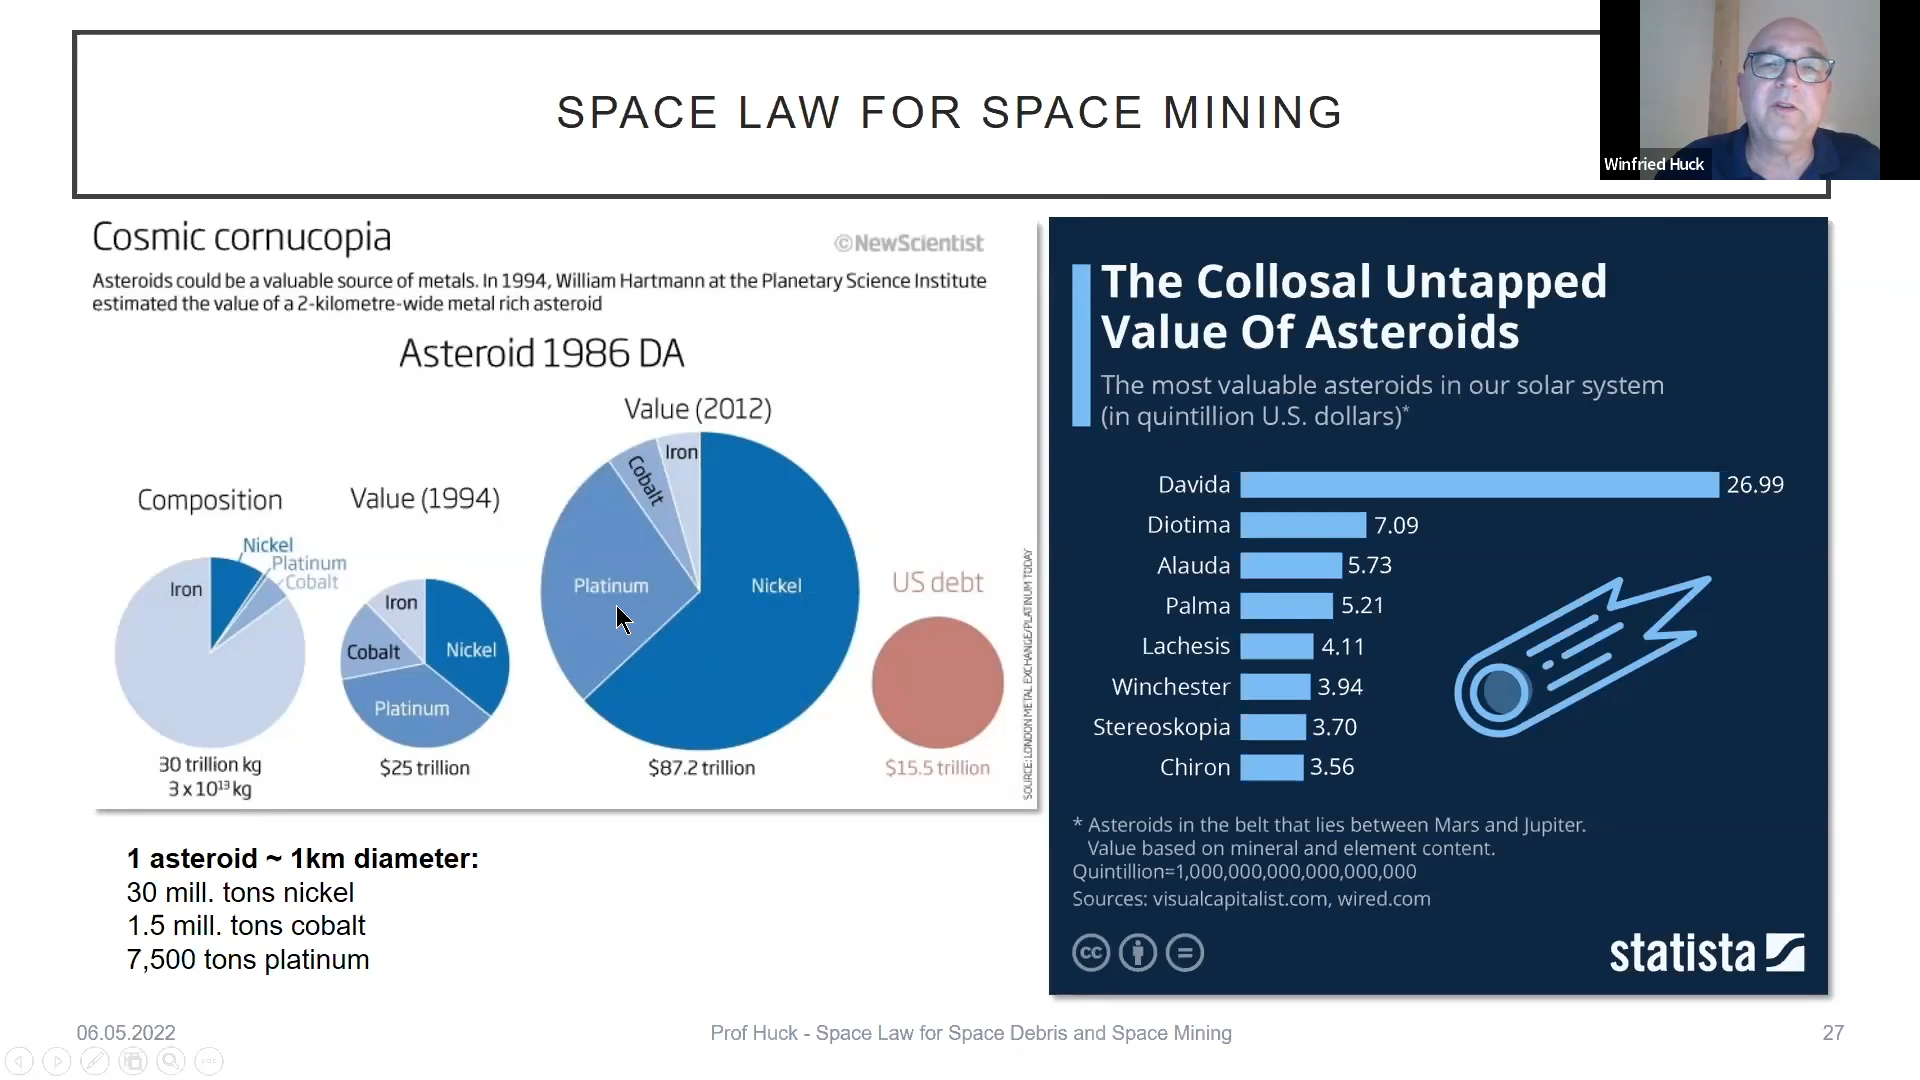 SPACE LAW FOR SPACE MINING
Winfried Huck
Cosmic cornucopia
©NewScientist
Asteroids could be a valuable source of metals. In 1994, William Hartmann at the Planetary Science Institute
estimated the value of a 2-kilometre-wide metal rich asteroid
Asteroid 1986 DA
Composition
Iron
Nickel
Platinum
Cobalt
30 trillion kg
3 x 10¹³ kg
Value (1994)
Iron
Cobalt
Nickel
Platinum
$25 trillion
Value (2012)
Iron
Cobalt
Platinum
Nickel
$87.2 trillion
US debt
$15.5 trillion
SOURCE: LONDON METAL EXCHANGE/PLATINUM TODAY
1 asteroid ~ 1km diameter:
30 mill. tons nickel
1.5 mill. tons cobalt
7,500 tons platinum
The Collosal Untapped
Value Of Asteroids
The most valuable asteroids in our solar system
(in quintillion U.S. dollars)*
Davida 26.99
Diotima 7.09
Alauda 5.73
Palma 5.21
Lachesis 4.11
Winchester 3.94
Stereoskopia 3.70
Chiron 3.56
* Asteroids in the belt that lies between Mars and Jupiter.
Value based on mineral and element content.
Quintillion=1,000,000,000,000,000,000
Sources: visualcapitalist.com, wired.com
cc
statista
06.05.2022
Prof Huck - Space Law for Space Debris and Space Mining
27